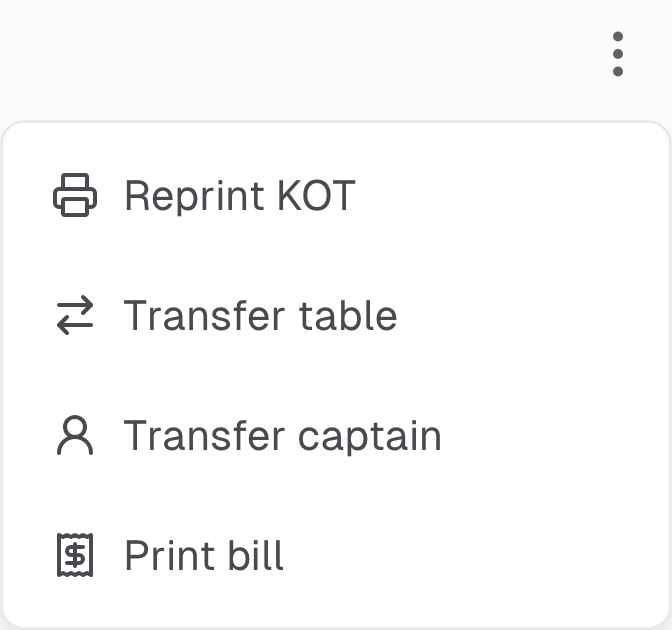 Reprint KOT
Transfer table
Transfer captain
Print bill